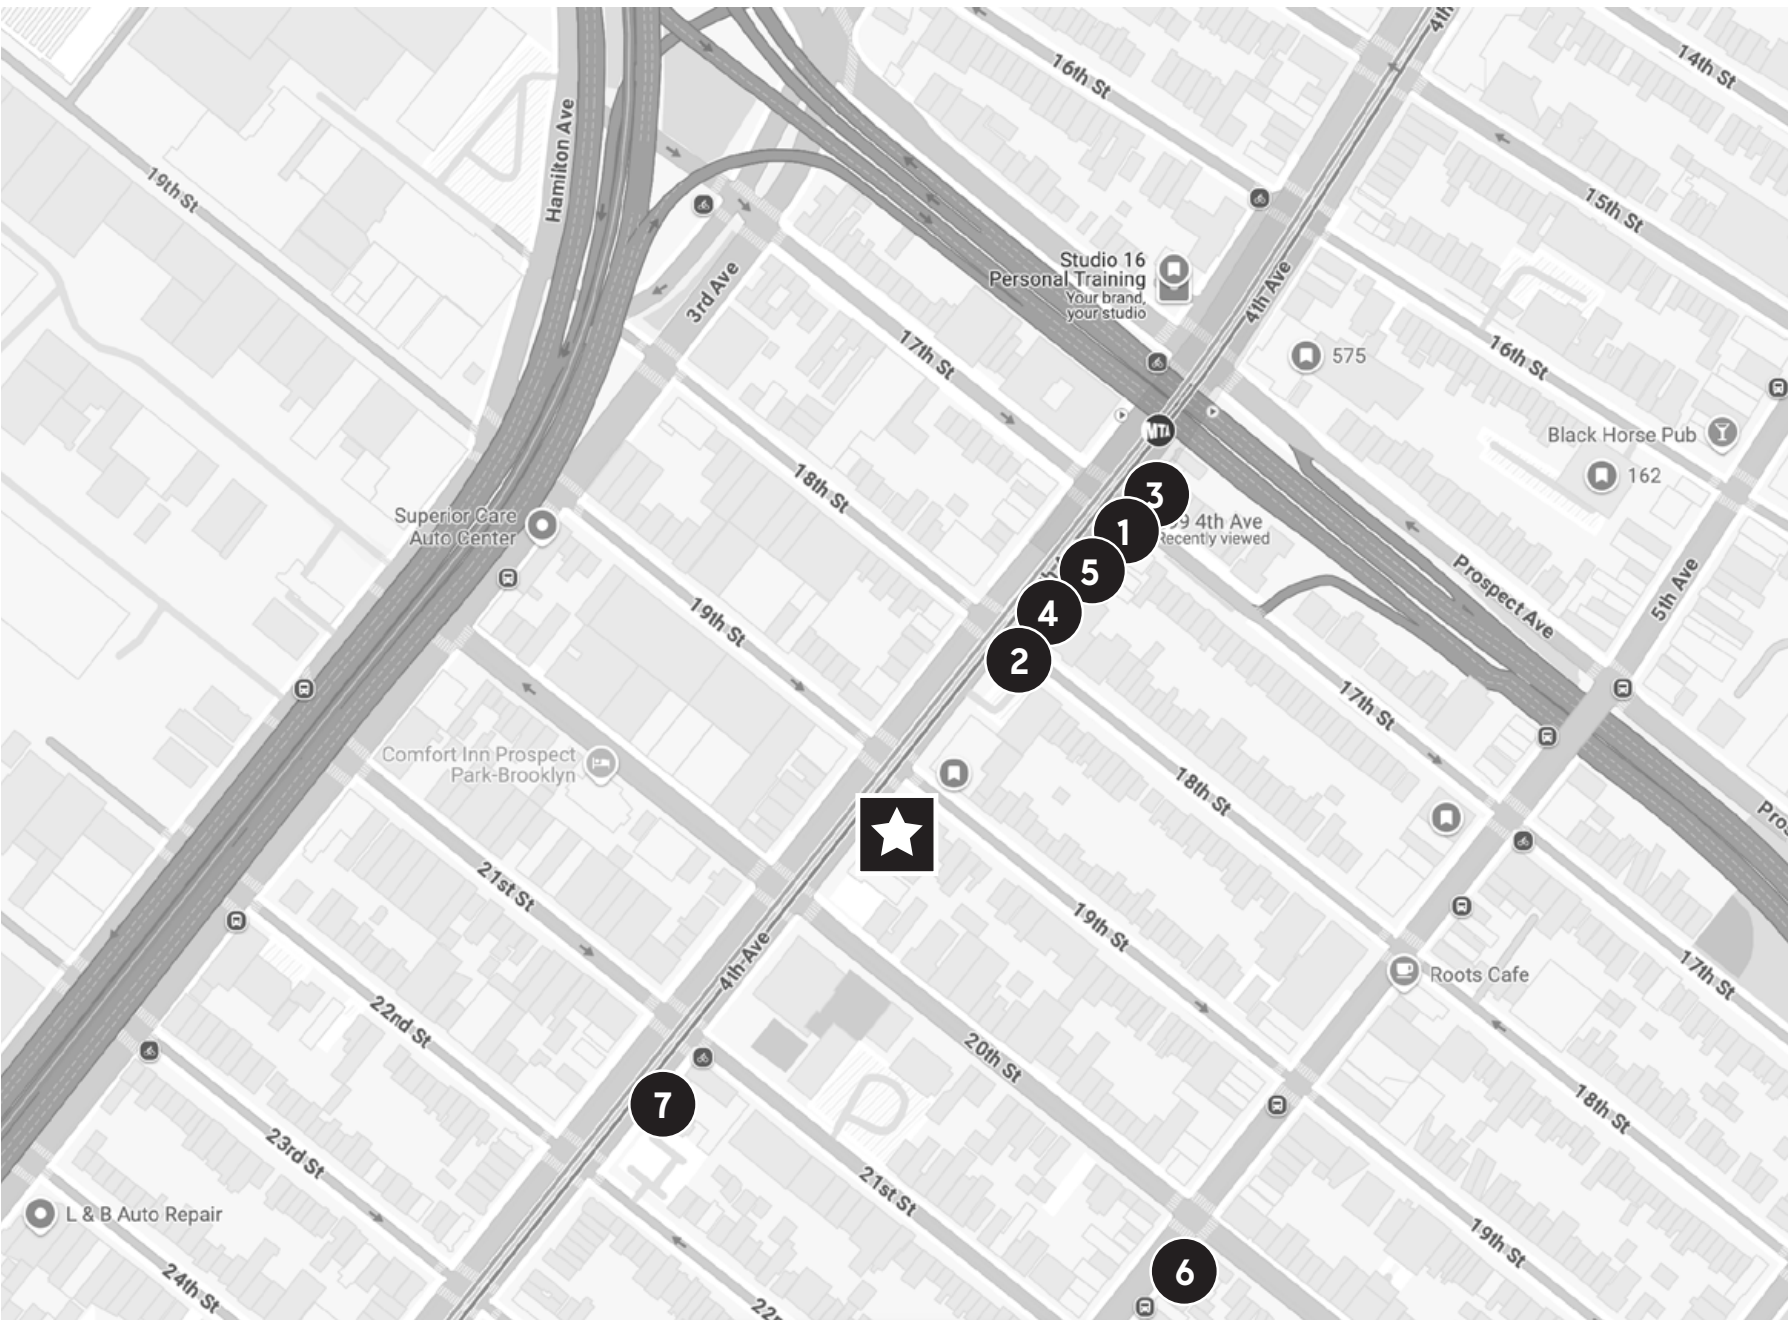 41h
14th St
16th St
Hamilton Ave
19th St
15th St
Studio 16
Personal Training
Your brand,
your studio
3rd Ave
41h Ave
17th St
16th St
575
MTA
Black Horse Pub
162
18th St
3
Superior Care
Auto Center
1
9 4th Ave
Recently viewed
5
Prospect Ave
5th Ave
19th St
4
2
17th St
Comfort Inn Prospect
Park-Brooklyn
18th St
21st St
19th St
4th Ave
Roots Cafe
17th St
22nd St
20th St
7
18th St
23rd St
21st St
L & B Auto Repair
19th St
6
24th St